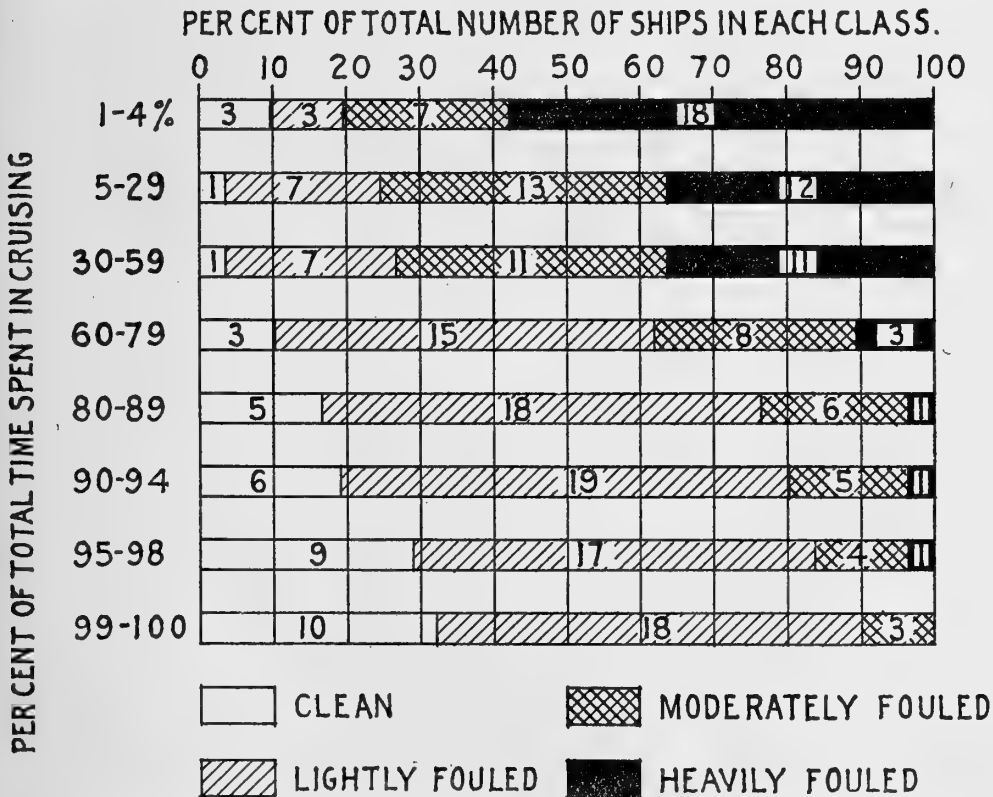 PER CENT OF TOTAL NUMBER OF SHIPS IN EACH CLASS.
0 10 20 30 40 50 60 70 80 90 100
PER CENT OF TOTAL TIME SPENT IN CRUISING
1-4% 3 3 7 18
5-29 1 7 13 12
30-59 1 7 11 11
60-79 3 15 8 3
80-89 5 18 6 1
90-94 6 19 5 1
95-98 9 17 4 1
99-100 10 18 3
CLEAN MODERATELY FOULED
LIGHTLY FOULED HEAVILY FOULED